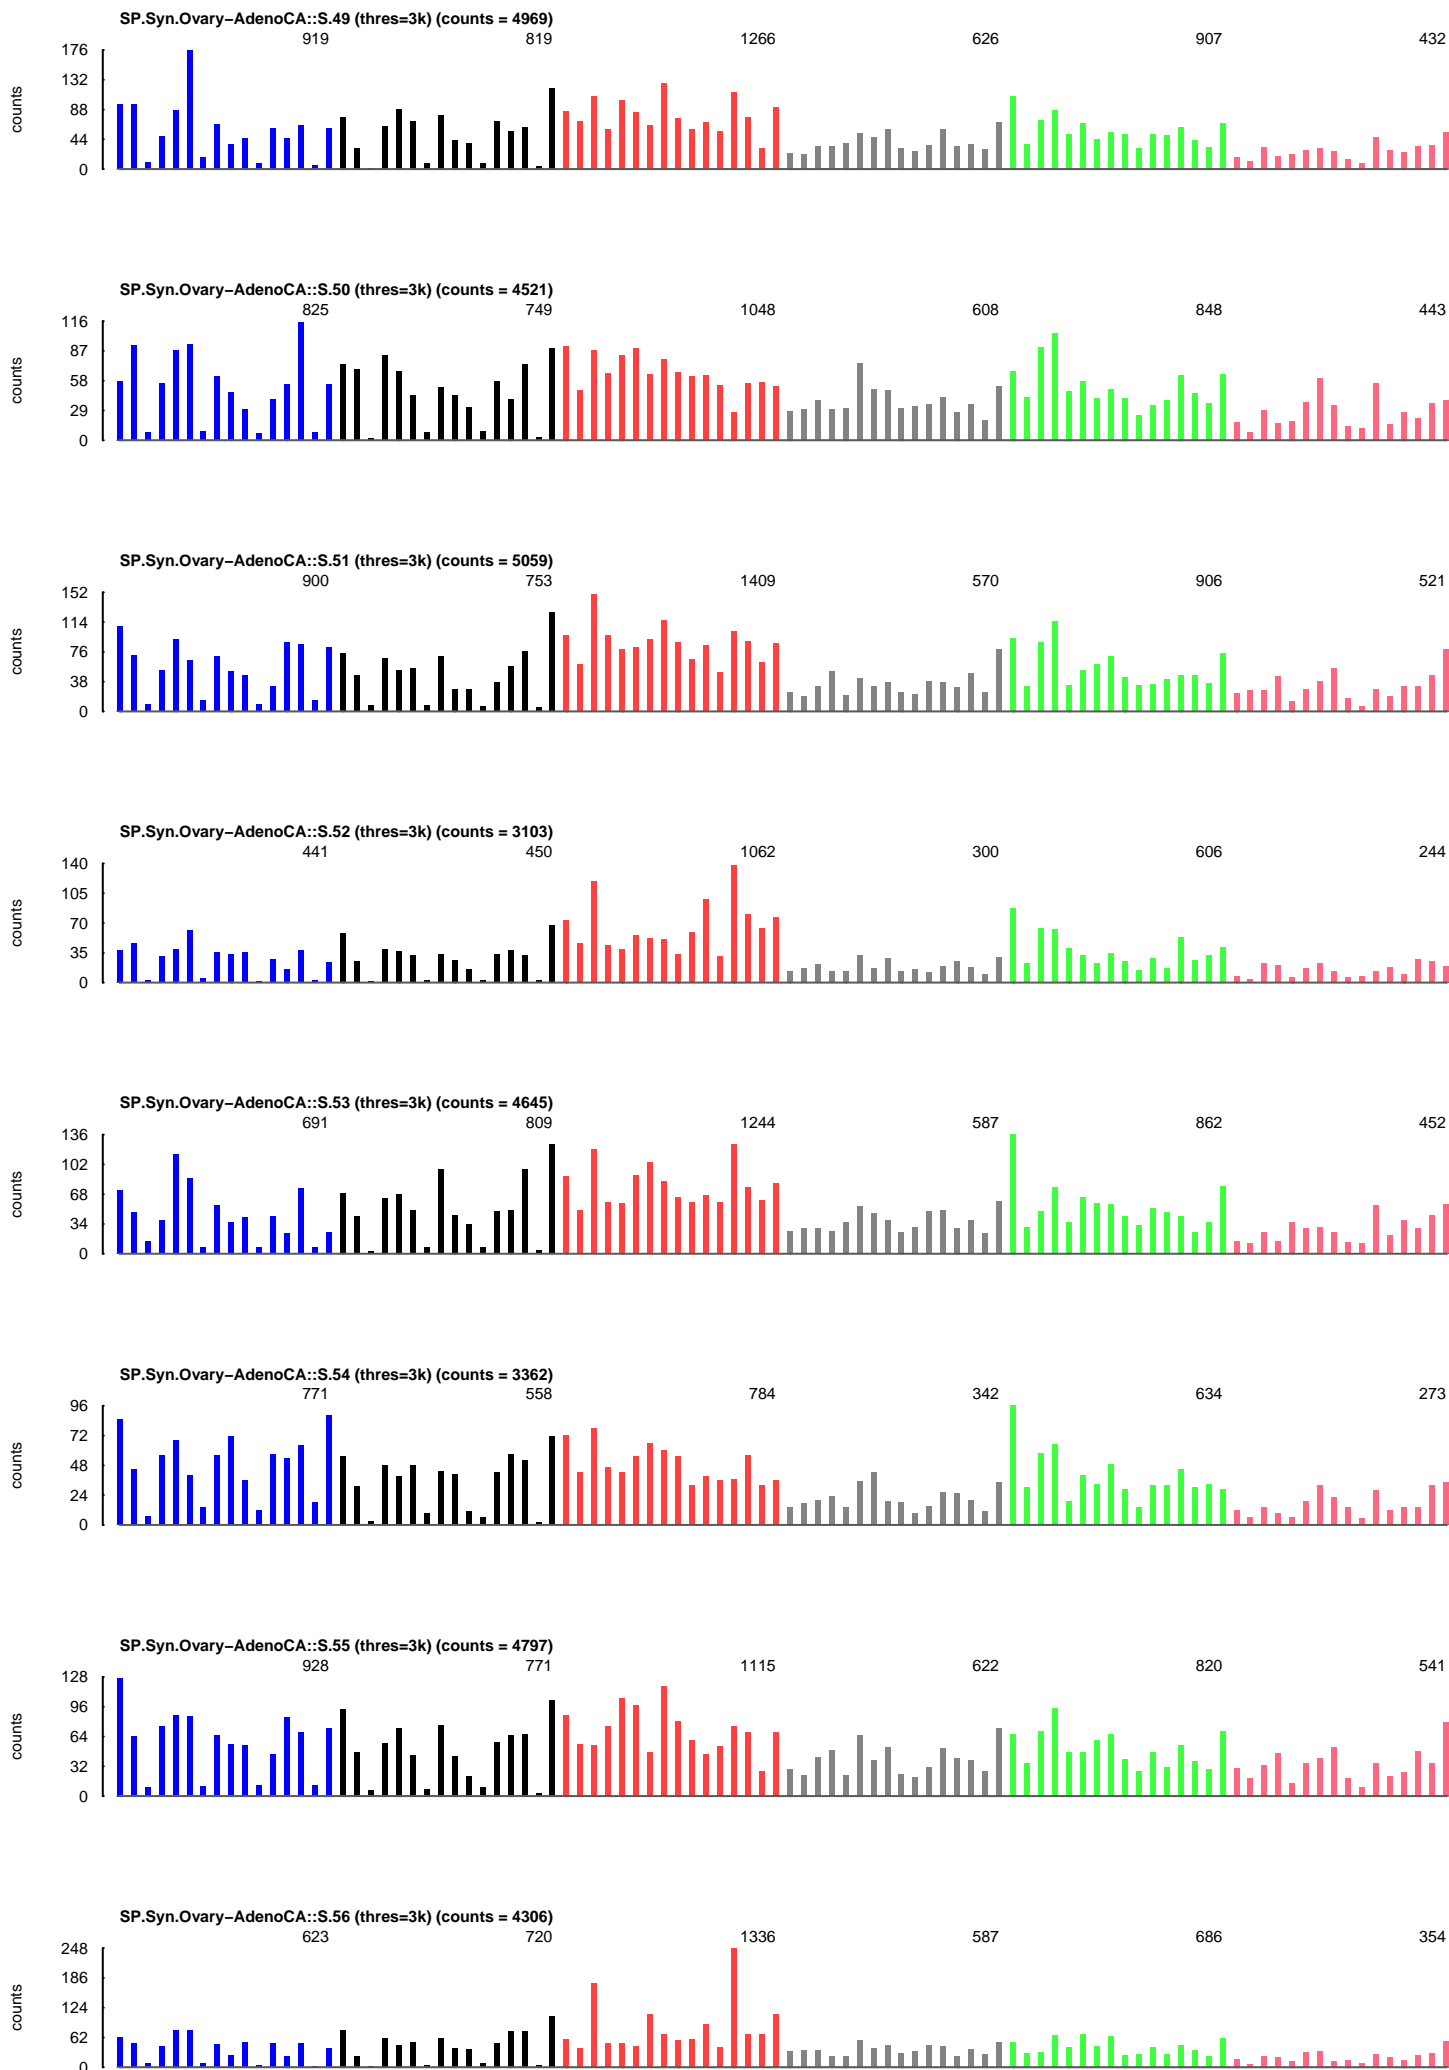 SP.Syn.Ovary−AdenoCA::S.49 (thres=3k) (counts = 4969)
919 819 1266 626 907 432
176
132
88
44
0
counts
SP.Syn.Ovary−AdenoCA::S.50 (thres=3k) (counts = 4521)
825 749 1048 608 848 443
116
87
58
29
0
counts
SP.Syn.Ovary−AdenoCA::S.51 (thres=3k) (counts = 5059)
900 753 1409 570 906 521
152
114
76
38
0
counts
SP.Syn.Ovary−AdenoCA::S.52 (thres=3k) (counts = 3103)
441 450 1062 300 606 244
140
105
70
35
0
counts
SP.Syn.Ovary−AdenoCA::S.53 (thres=3k) (counts = 4645)
691 809 1244 587 862 452
136
102
68
34
0
counts
SP.Syn.Ovary−AdenoCA::S.54 (thres=3k) (counts = 3362)
771 558 784 342 634 273
96
72
48
24
0
counts
SP.Syn.Ovary−AdenoCA::S.55 (thres=3k) (counts = 4797)
928 771 1115 622 820 541
128
96
64
32
0
counts
SP.Syn.Ovary−AdenoCA::S.56 (thres=3k) (counts = 4306)
623 720 1336 587 686 354
248
186
124
62
0
counts